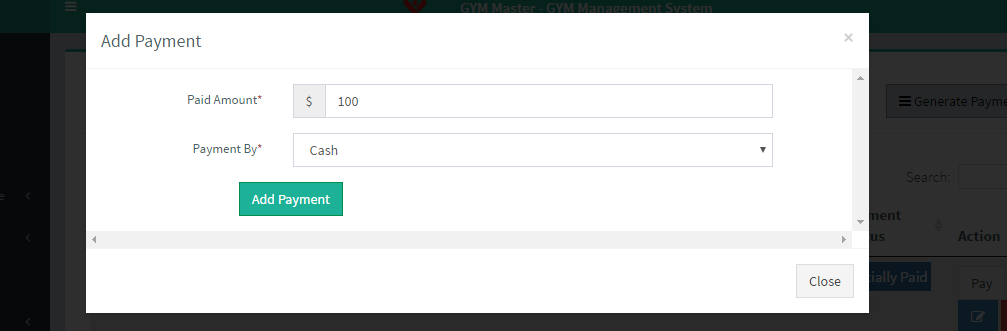 GYM Master - GYM Management System
Add Payment
×
Paid Amount*
$
100
Generate Payme
Payment By*
Cash
Search:
Add Payment
ment
us
Action
ially Paid
Pay
Close